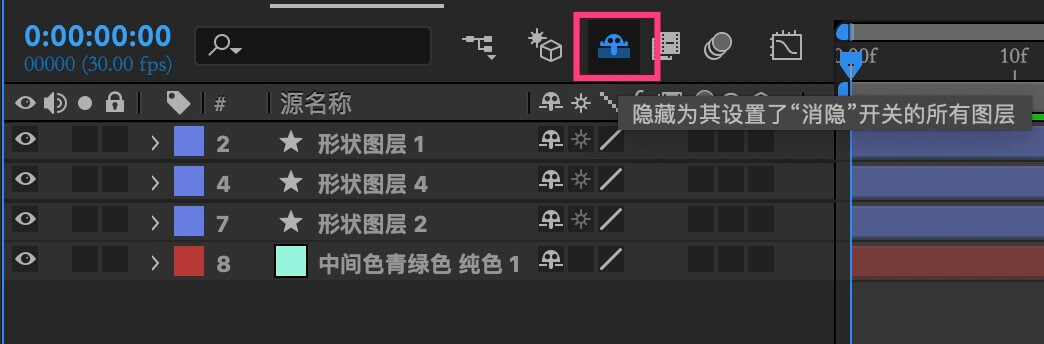 0:00:00:00
00000 (30.00 fps)
:00f
10f
# 源名称
隐藏为其设置了“消隐”开关的所有图层
2 形状图层 1
4 形状图层 4
7 形状图层 2
8 中间色青绿色 纯色 1